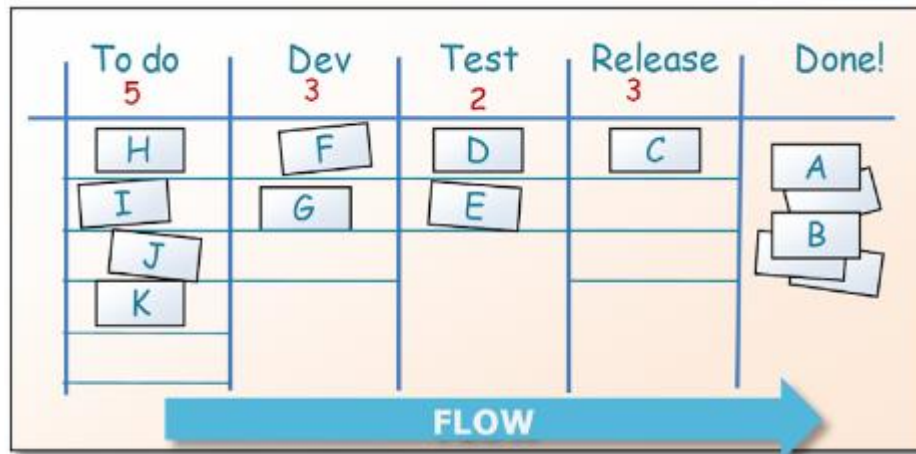 To do Dev Test Release Done!
5 3 2 3
H F D C A
I G E B
J
K
FLOW